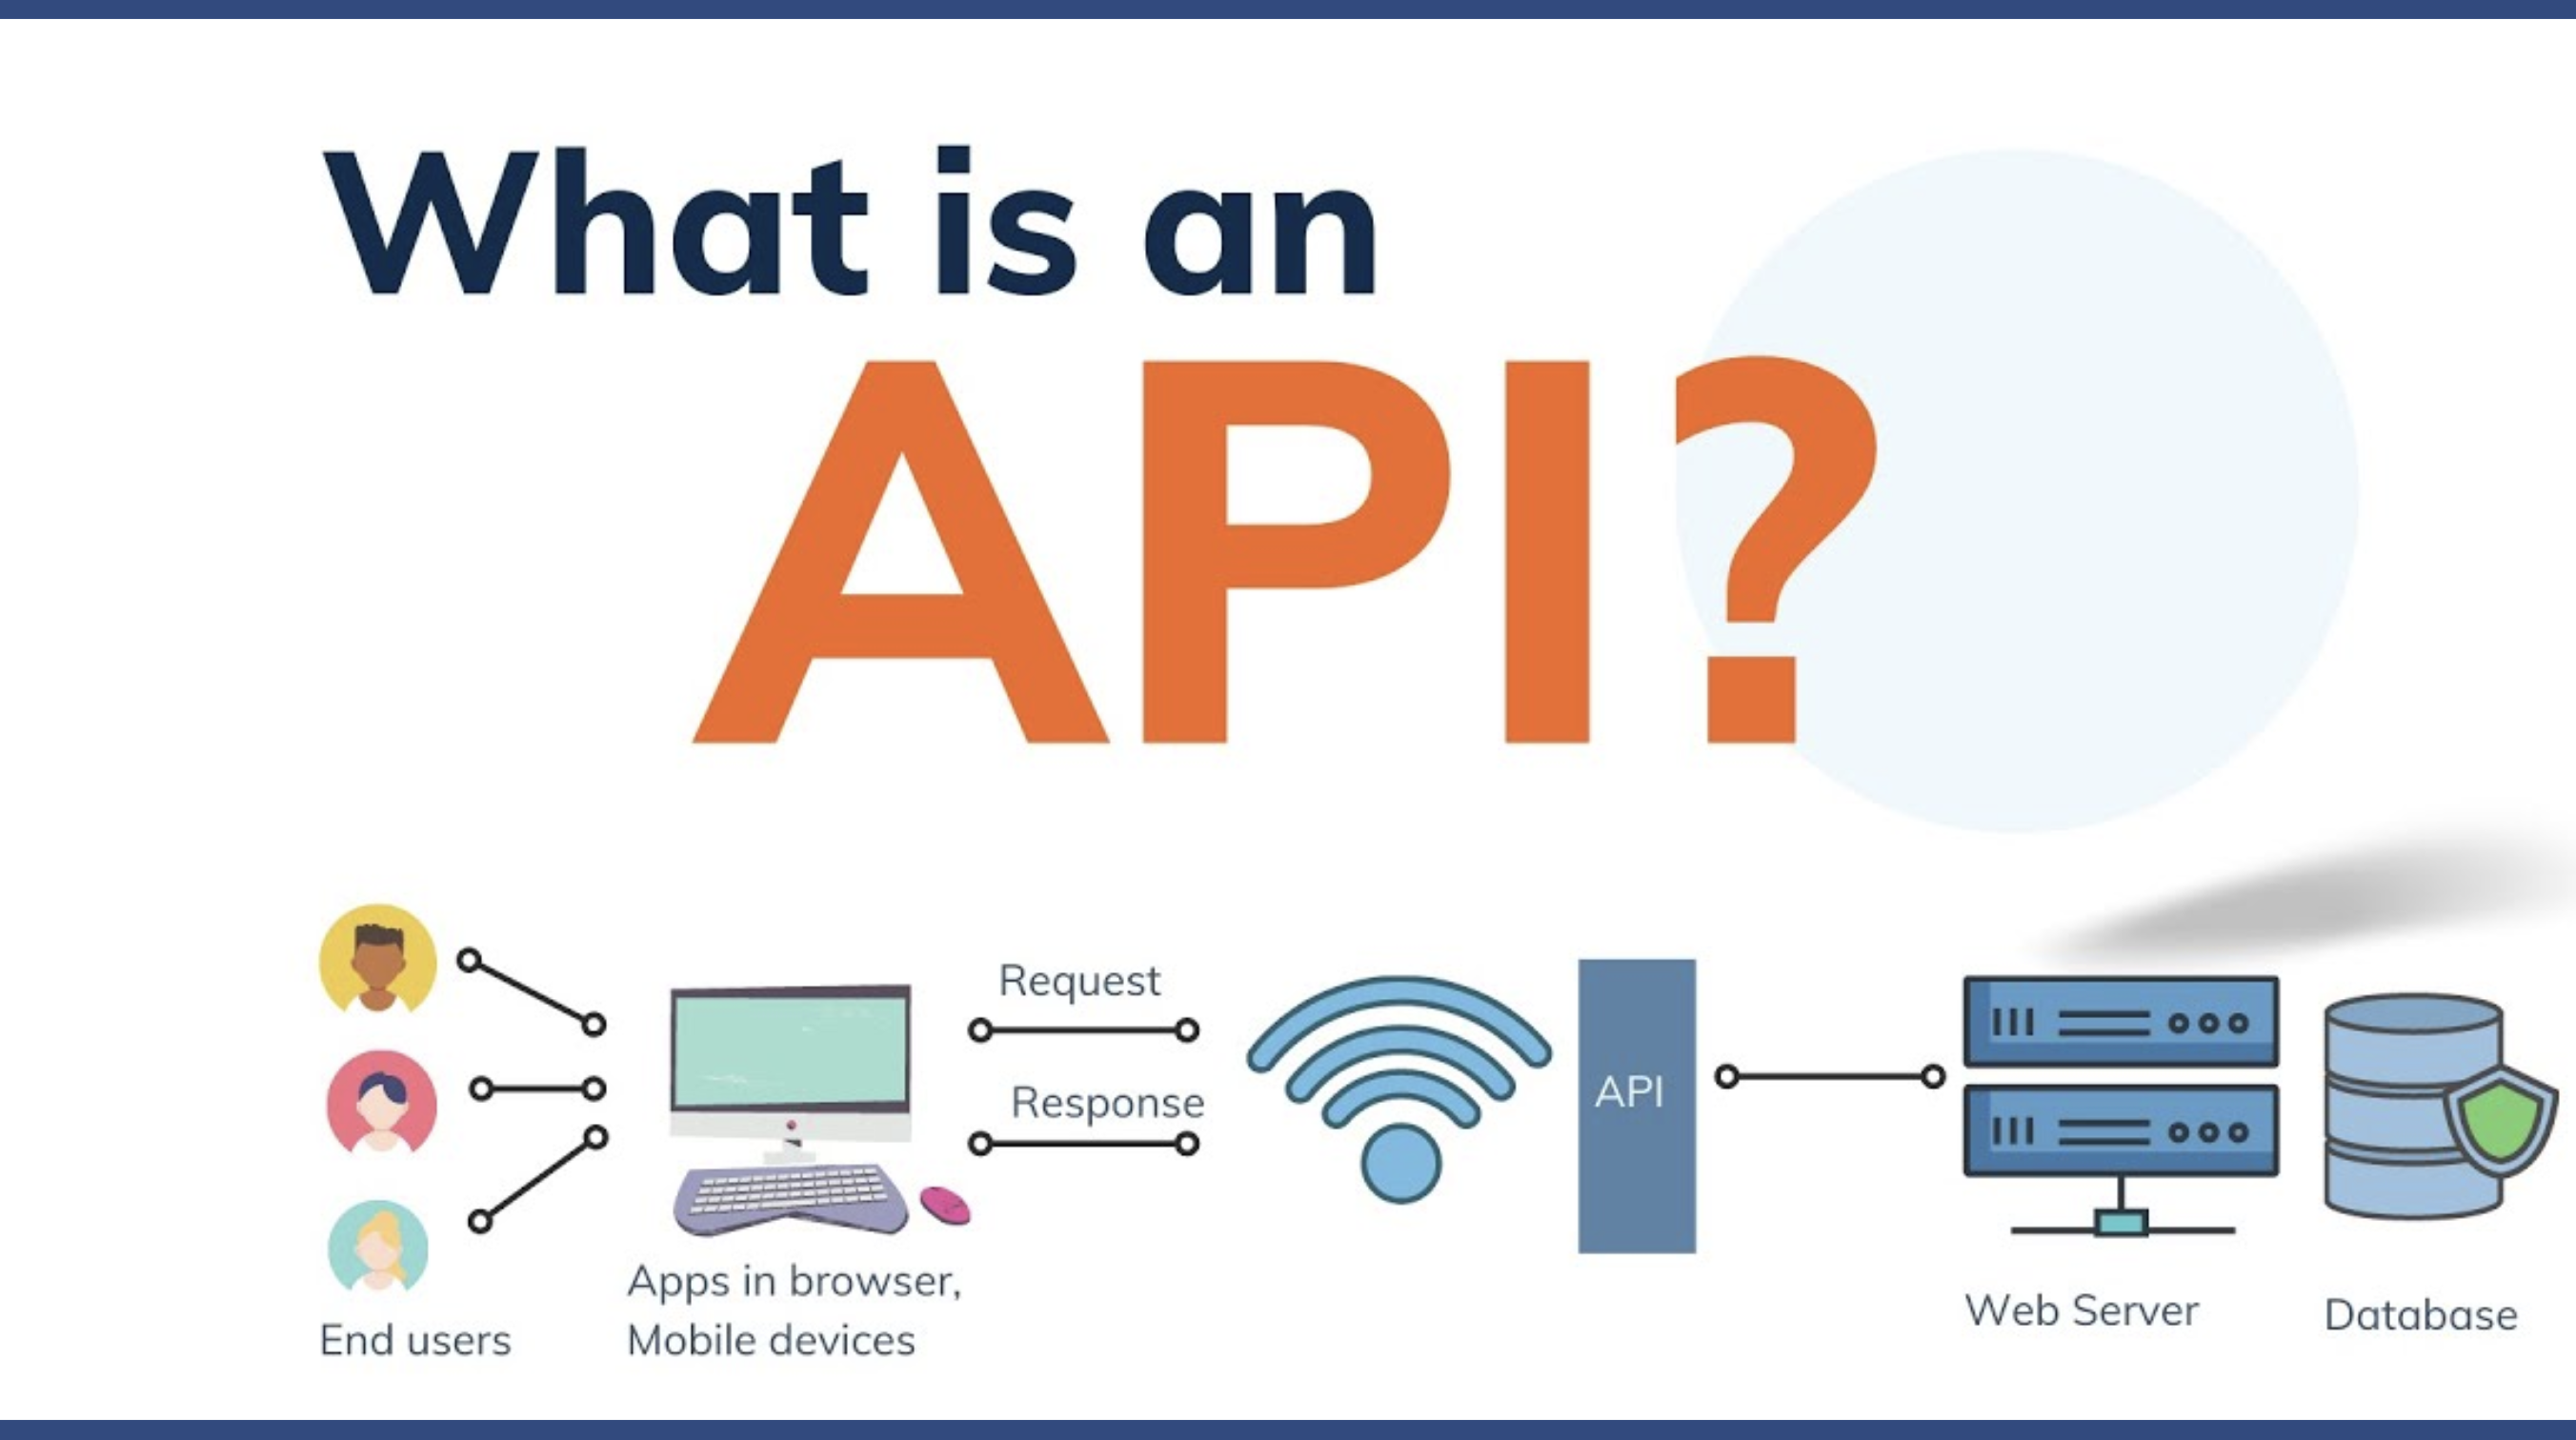 What is an
API?
Request
Response
API
Apps in browser,
Mobile devices
End users
Web Server
Database